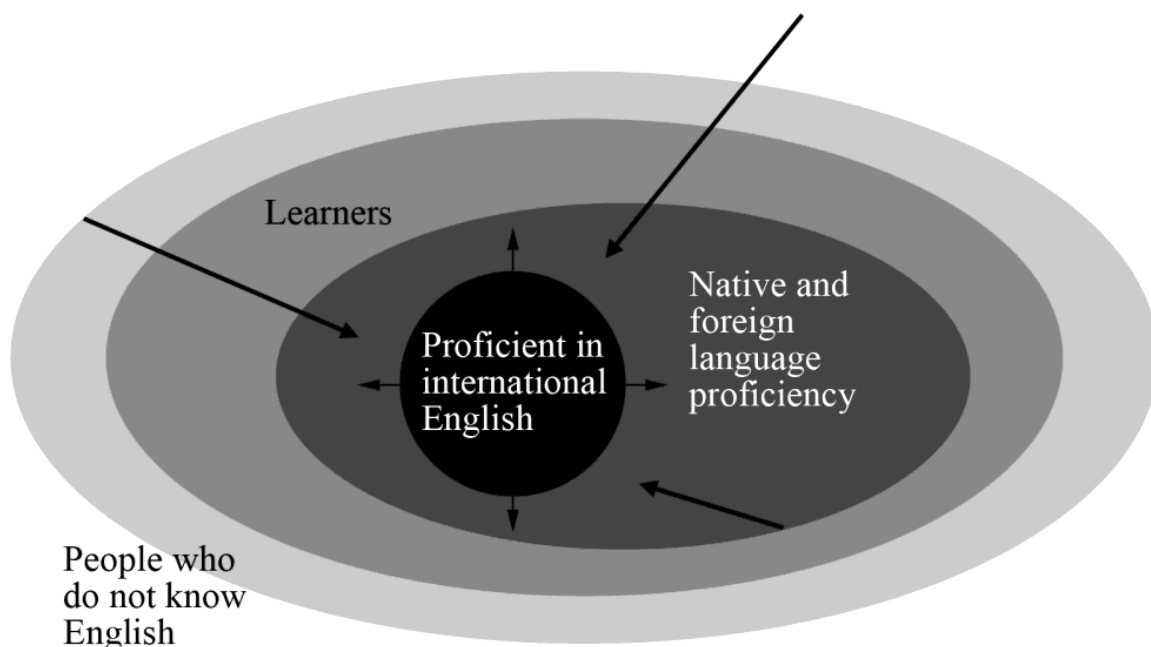 Learners
Native and
foreign
language
proficiency
Proficient in
international
English
People who
do not know
English